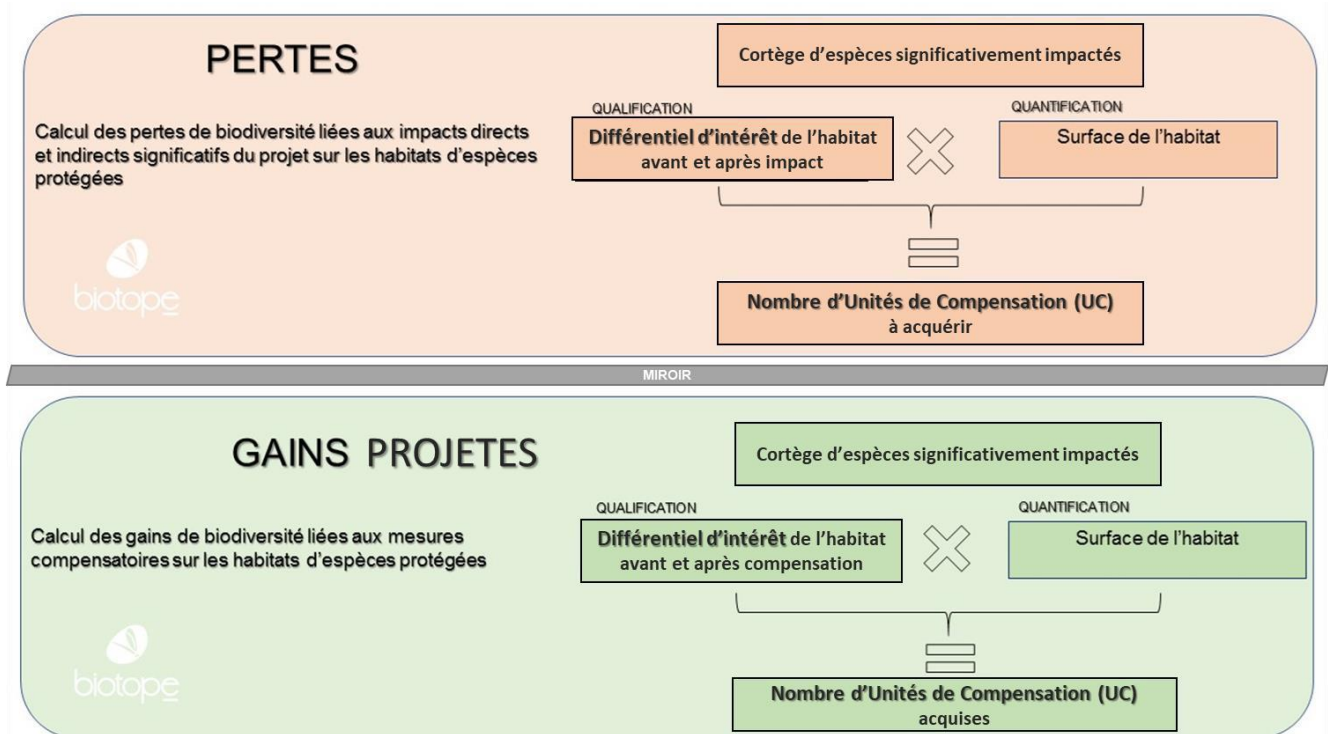 PERTES
Cortège d'espèces significativement impactés
Calcul des pertes de biodiversité liées aux impacts directs
et indirects significatifs du projet sur les habitats d'espèces
protégées
QUALIFICATION
Différentiel d'intérêt de l'habitat
avant et après impact
QUANTIFICATION
Surface de l'habitat
Nombre d'Unités de Compensation (UC)
à acquérir
biotope
MIROIR
GAINS PROJETES
Cortège d'espèces significativement impactés
Calcul des gains de biodiversité liées aux mesures
compensatoires sur les habitats d'espèces protégées
QUALIFICATION
Différentiel d'intérêt de l'habitat
avant et après compensation
QUANTIFICATION
Surface de l'habitat
Nombre d'Unités de Compensation (UC)
acquises
biotope